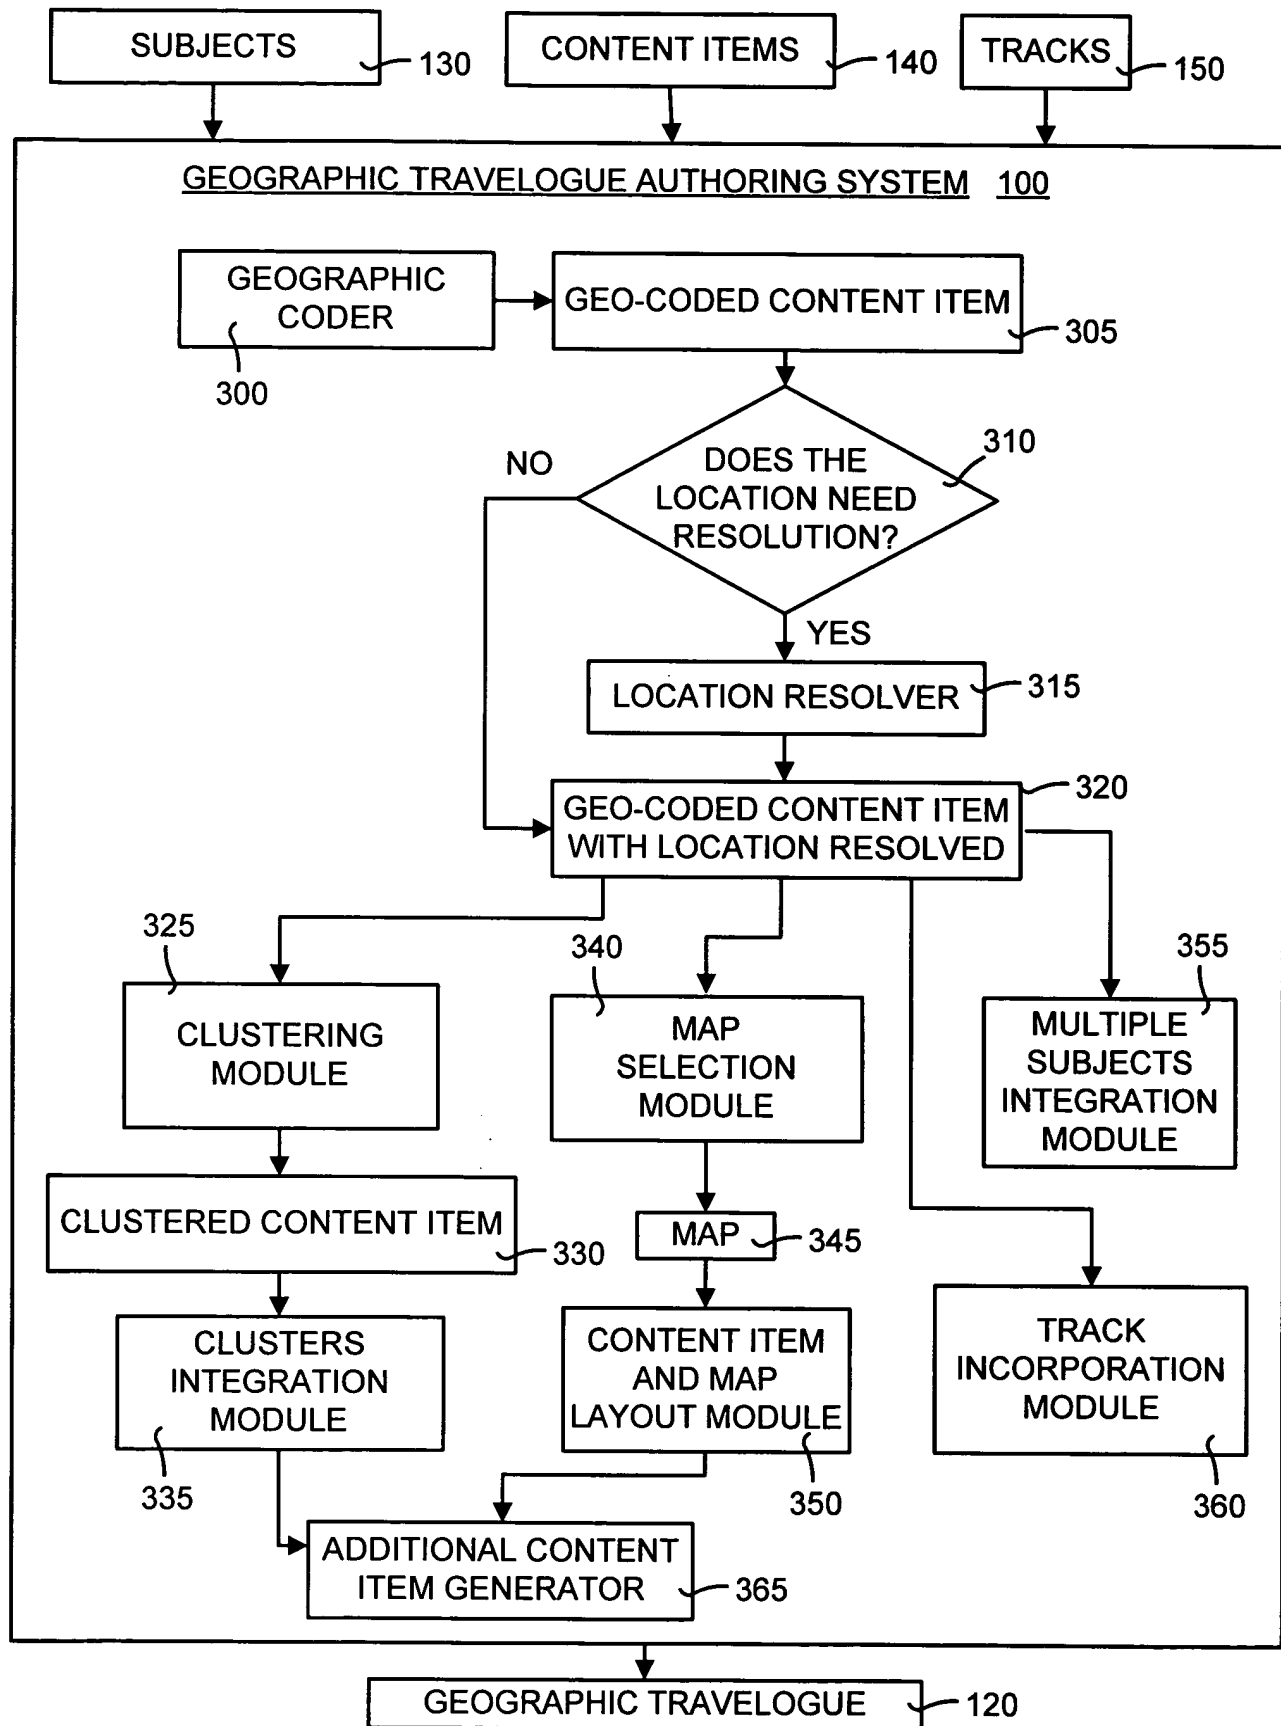 SUBJECTS
130
CONTENT ITEMS
140
TRACKS
150
GEOGRAPHIC TRAVELOGUE AUTHORING SYSTEM 100
GEOGRAPHIC
CODER
300
GEO-CODED CONTENT ITEM
305
DOES THE
LOCATION NEED
RESOLUTION?
310
NO
YES
LOCATION RESOLVER
315
GEO-CODED CONTENT ITEM
WITH LOCATION RESOLVED
320
325
CLUSTERING
MODULE
340
MAP
SELECTION
MODULE
355
MULTIPLE
SUBJECTS
INTEGRATION
MODULE
CLUSTERED CONTENT ITEM
330
MAP
345
CLUSTERS
INTEGRATION
MODULE
335
CONTENT ITEM
AND MAP
LAYOUT MODULE
350
TRACK
INCORPORATION
MODULE
360
ADDITIONAL CONTENT
ITEM GENERATOR
365
GEOGRAPHIC TRAVELOGUE
120